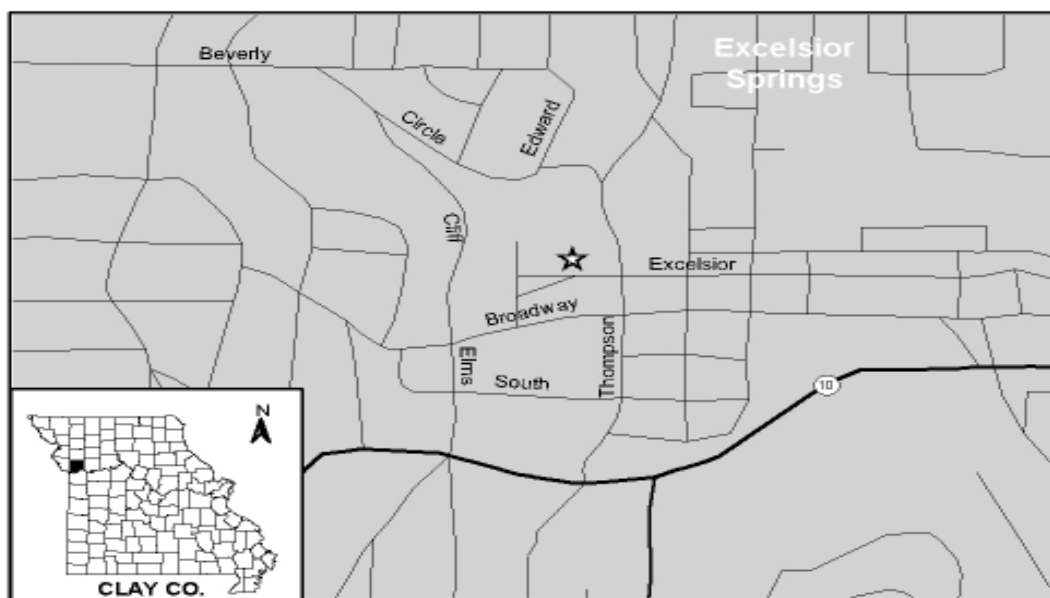 Beverly
Excelsior
Springs
Circle
Edward
Cliff
Excelsior
Broadway
Thompson
Elms
South
10
N
CLAY CO.